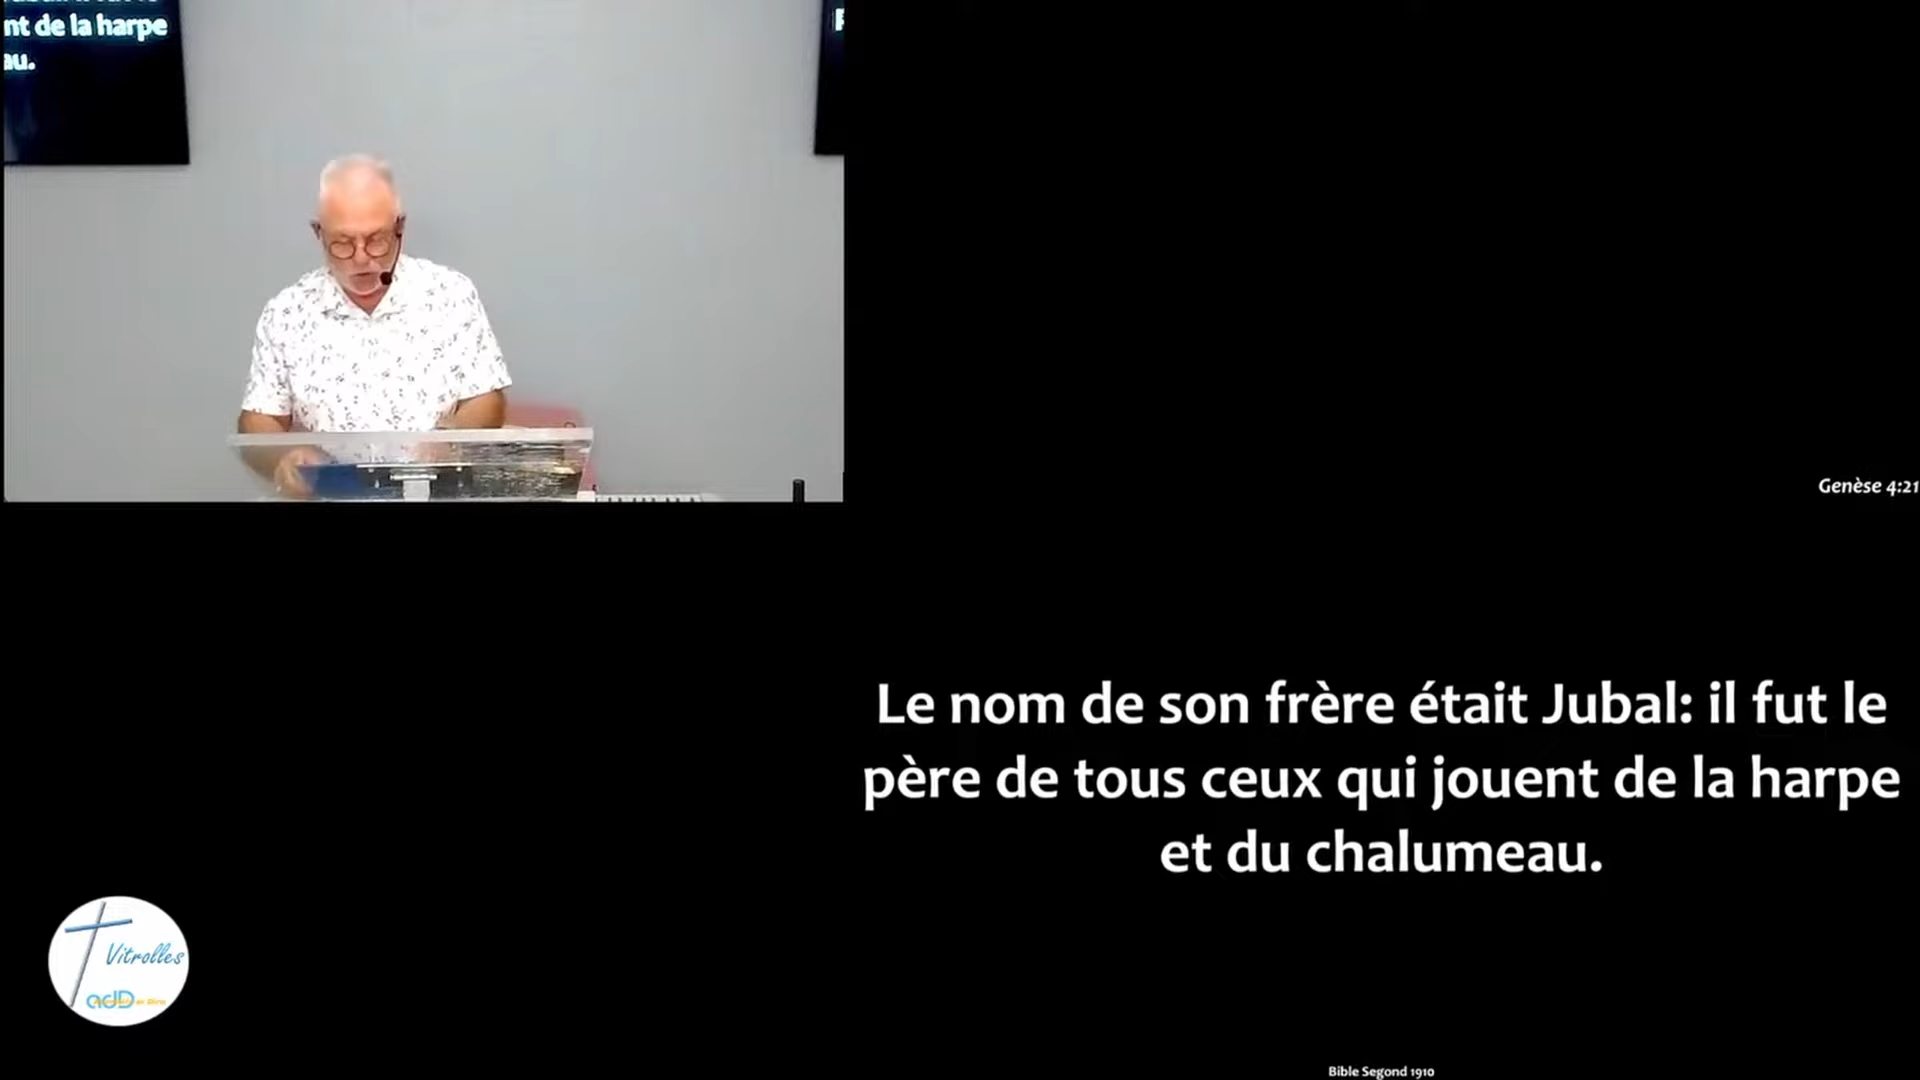 nt de la harpe
au.
Genèse 4:21
Le nom de son frère était Jubal: il fut le
père de tous ceux qui jouent de la harpe
et du chalumeau.
Vitrolles
adD
Bible Segond 1910